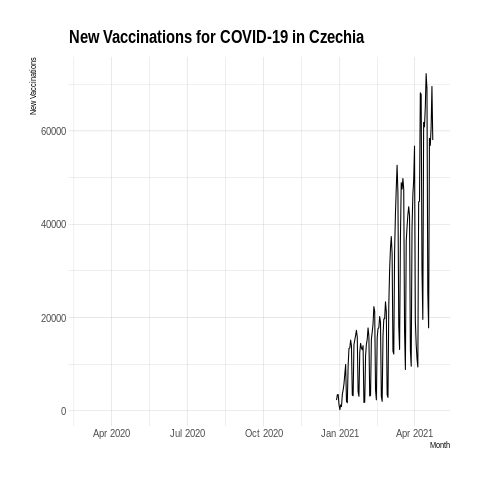 New Vaccinations for COVID-19 in Czechia
New Vaccinations
60000
40000
20000
0
Apr 2020 Jul 2020 Oct 2020 Jan 2021 Apr 2021
Month